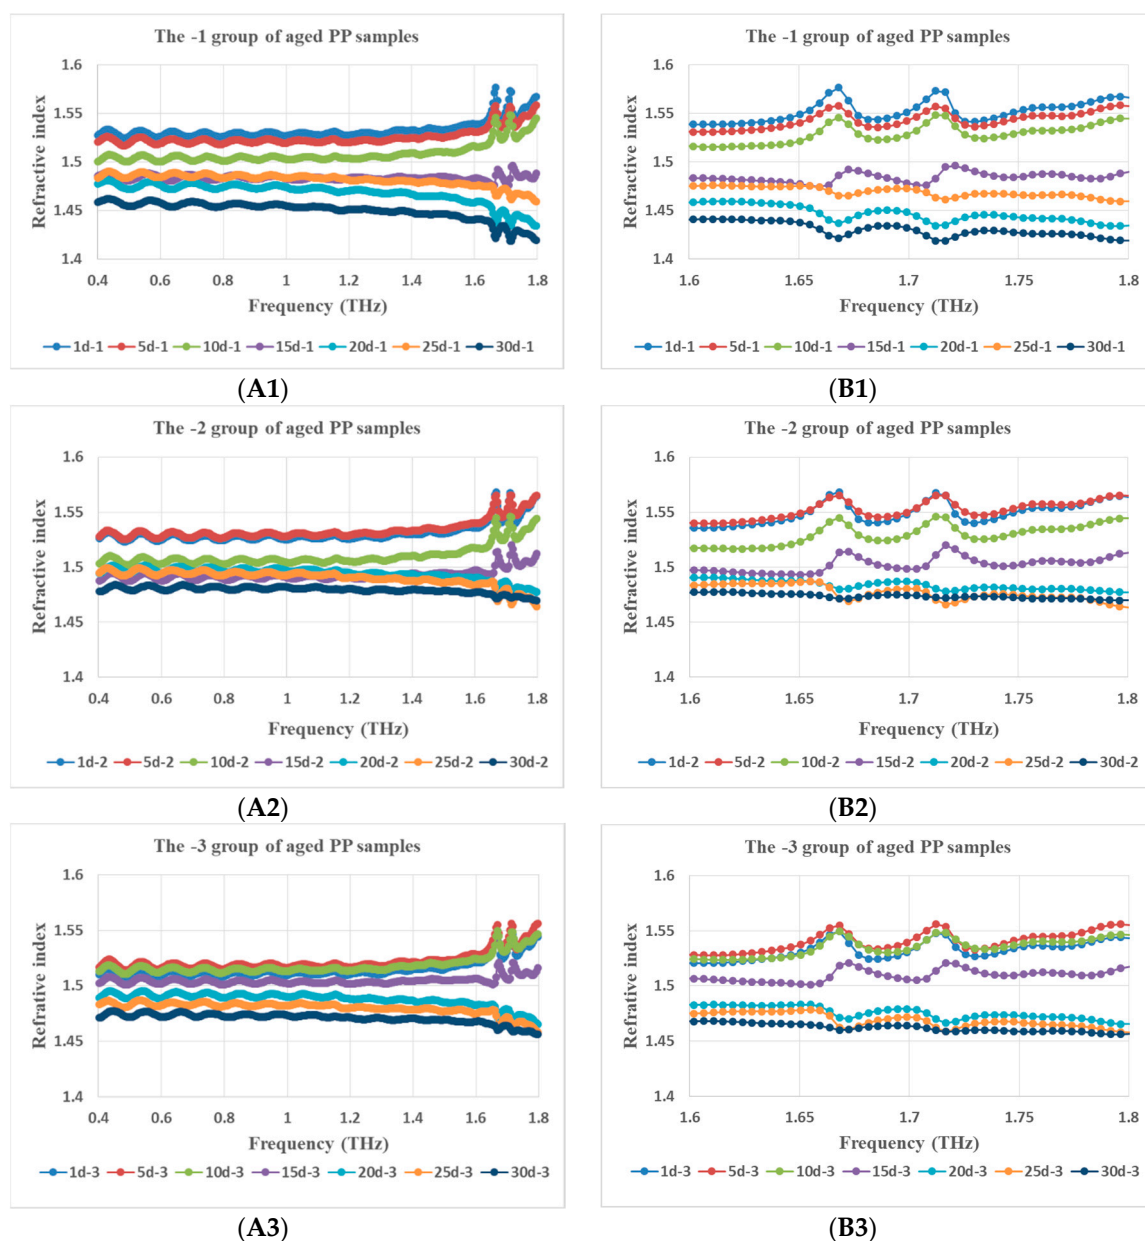 The -1 group of aged PP samples
Refractive index
1.6
1.55
1.5
1.45
1.4
0.4 0.6 0.8 1 1.2 1.4 1.6 1.8
Frequency (THz)
1d-1 5d-1 10d-1 15d-1 20d-1 25d-1 30d-1
(A1)
The -1 group of aged PP samples
Refractive index
1.6
1.55
1.5
1.45
1.4
1.6 1.65 1.7 1.75 1.8
Frequency (THz)
1d-1 5d-1 10d-1 15d-1 20d-1 25d-1 30d-1
(B1)
The -2 group of aged PP samples
Refractive index
1.6
1.55
1.5
1.45
1.4
0.4 0.6 0.8 1 1.2 1.4 1.6 1.8
Frequency (THz)
1d-2 5d-2 10d-2 15d-2 20d-2 25d-2 30d-2
(A2)
The -2 group of aged PP samples
Refractive index
1.6
1.55
1.5
1.45
1.4
1.6 1.65 1.7 1.75 1.8
Frequency (THz)
1d-2 5d-2 10d-2 15d-2 20d-2 25d-2 30d-2
(B2)
The -3 group of aged PP samples
Refrative index
1.6
1.55
1.5
1.45
1.4
0.4 0.6 0.8 1 1.2 1.4 1.6 1.8
Frequency (THz)
1d-3 5d-3 10d-3 15d-3 20d-3 25d-3 30d-3
(A3)
The -3 group of aged PP samples
Refractive index
1.6
1.55
1.5
1.45
1.4
1.6 1.65 1.7 1.75 1.8
Frequency (THz)
1d-3 5d-3 10d-3 15d-3 20d-3 25d-3 30d-3
(B3)